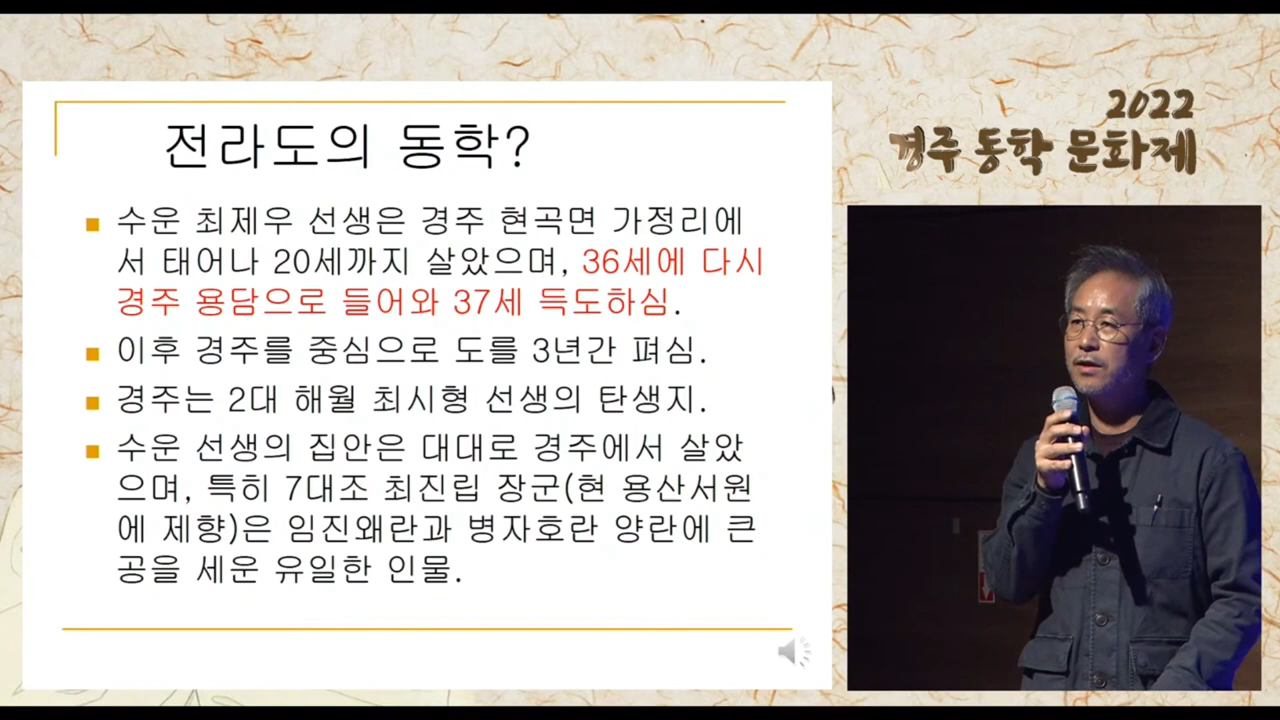 2022
경주 동학 문화제
전라도의 동학?
수운 최제우 선생은 경주 현곡면 가정리에
서 태어나 20세까지 살았으며, 36세에 다시
경주 용담으로 들어와 37세 득도하심.
이후 경주를 중심으로 도를 3년간 펴심.
경주는 2대 해월 최시형 선생의 탄생지.
수운 선생의 집안은 대대로 경주에서 살았
으며, 특히 7대조 최진립 장군(현 용산서원
에 제향)은 임진왜란과 병자호란 양란에 큰
공을 세운 유일한 인물.